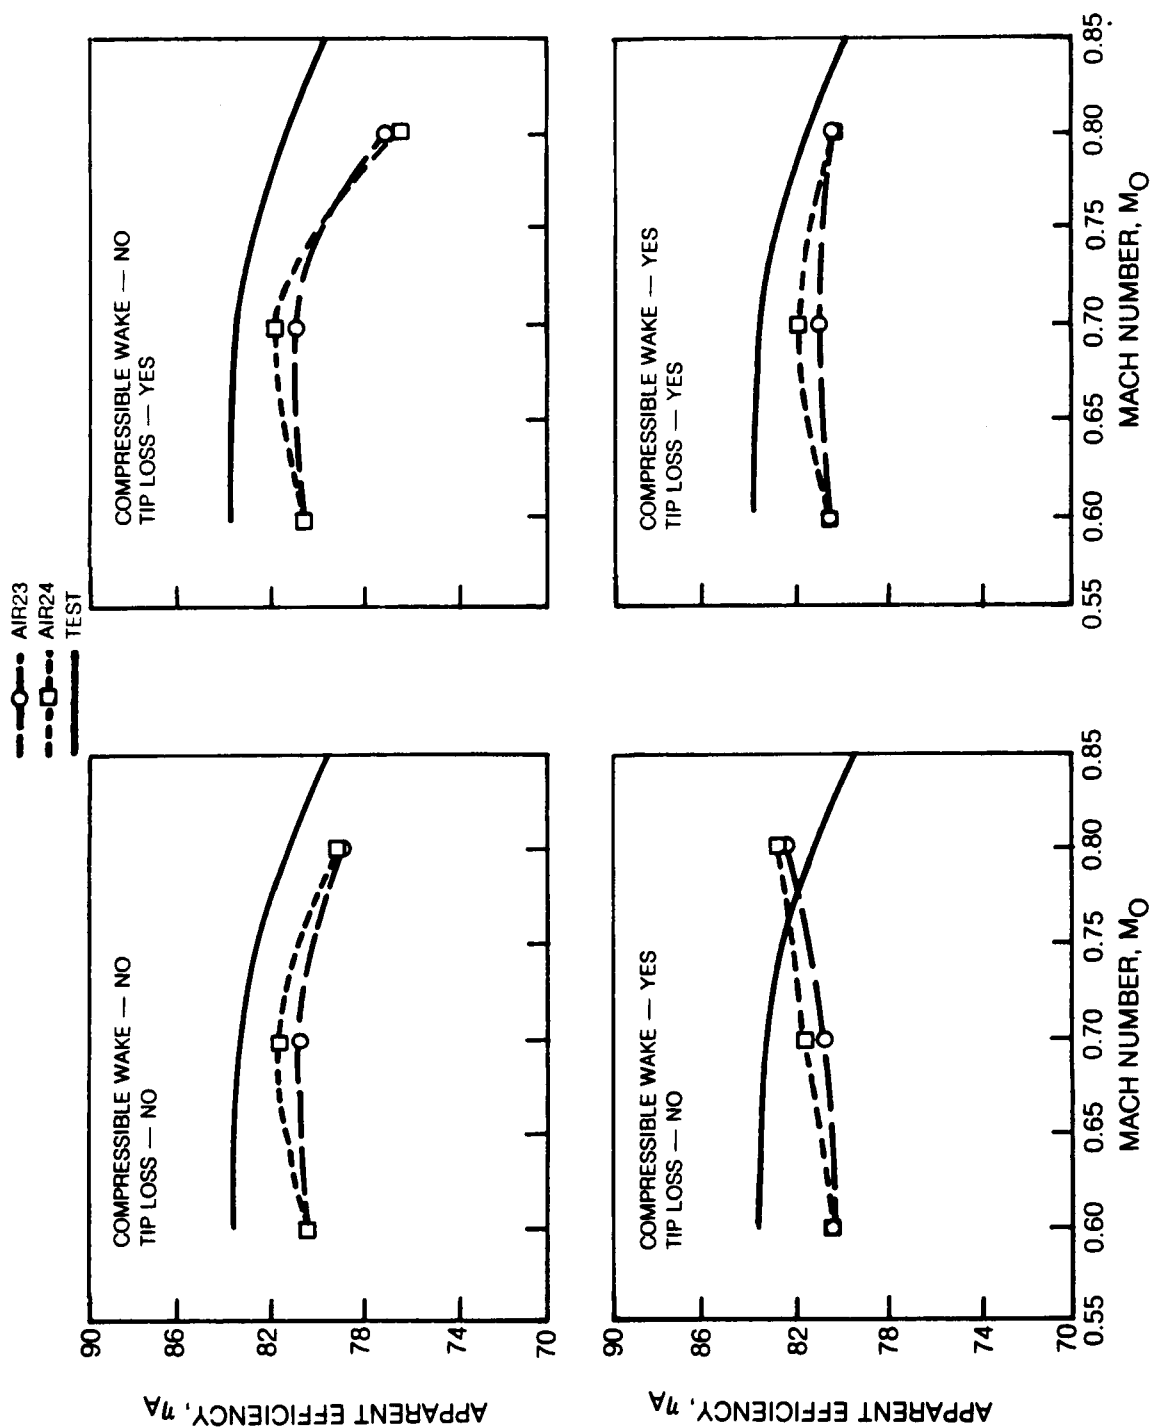 AIR23
AIR24
TEST
COMPRESSIBLE WAKE — NO
TIP LOSS — NO
COMPRESSIBLE WAKE — NO
TIP LOSS — YES
APPARENT EFFICIENCY, ηA
90
86
82
78
74
70
COMPRESSIBLE WAKE — YES
TIP LOSS — NO
COMPRESSIBLE WAKE — YES
TIP LOSS — YES
APPARENT EFFICIENCY, ηA
90
86
82
78
74
70
0.55 0.60 0.65 0.70 0.75 0.80 0.85
MACH NUMBER, MO
0.55 0.60 0.65 0.70 0.75 0.80 0.85
MACH NUMBER, MO